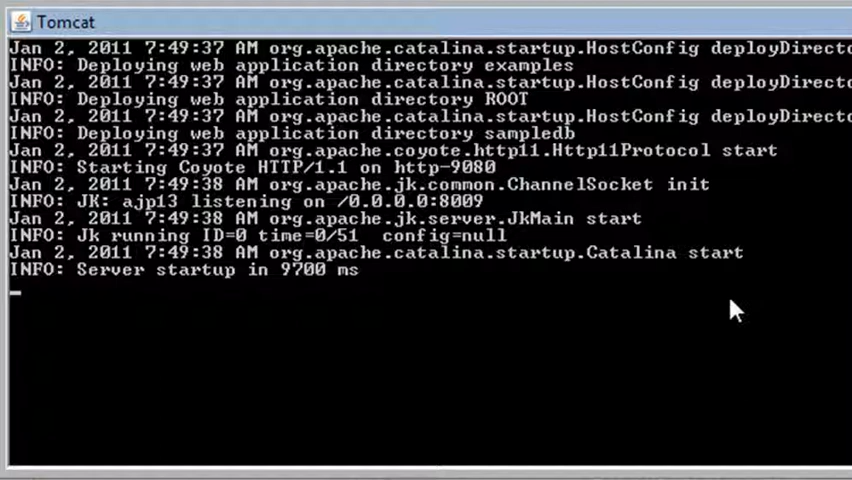 Tomcat
Jan 2, 2011 7:49:37 AM org.apache.catalina.startup.HostConfig deployDirecto
INFO: Deploying web application directory examples
Jan 2, 2011 7:49:37 AM org.apache.catalina.startup.HostConfig deployDirecto
INFO: Deploying web application directory ROOT
Jan 2, 2011 7:49:37 AM org.apache.catalina.startup.HostConfig deployDirecto
INFO: Deploying web application directory sampledb
Jan 2, 2011 7:49:37 AM org.apache.coyote.http11.Http11Protocol start
INFO: Starting Coyote HTTP/1.1 on http-9080
Jan 2, 2011 7:49:38 AM org.apache.jk.common.ChannelSocket init
INFO: JK: ajp13 listening on /0.0.0.0:8009
Jan 2, 2011 7:49:38 AM org.apache.jk.server.JkMain start
INFO: Jk running ID=0 time=0/51  config=null
Jan 2, 2011 7:49:38 AM org.apache.catalina.startup.Catalina start
INFO: Server startup in 9700 ms